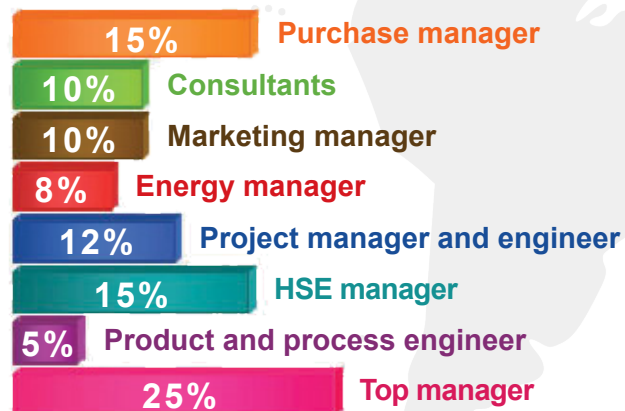 15% Purchase manager
10% Consultants
10% Marketing manager
8% Energy manager
12% Project manager and engineer
15% HSE manager
5% Product and process engineer
25% Top manager